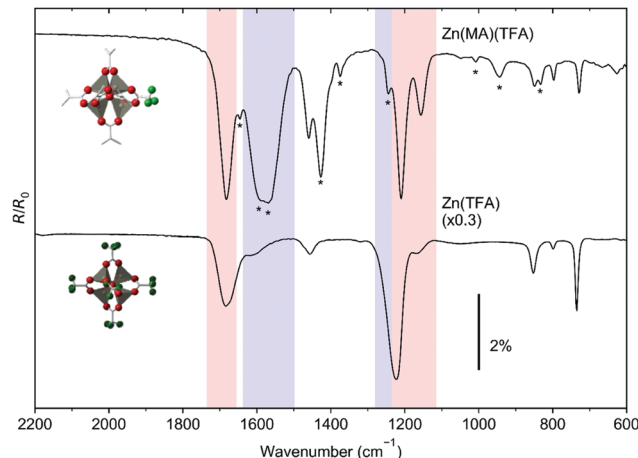 Zn(MA)(TFA)
* * * * * * * * *
Zn(TFA)
(x0.3)
2%
R/R0
2200 2000 1800 1600 1400 1200 1000 800 600
Wavenumber (cm−1)